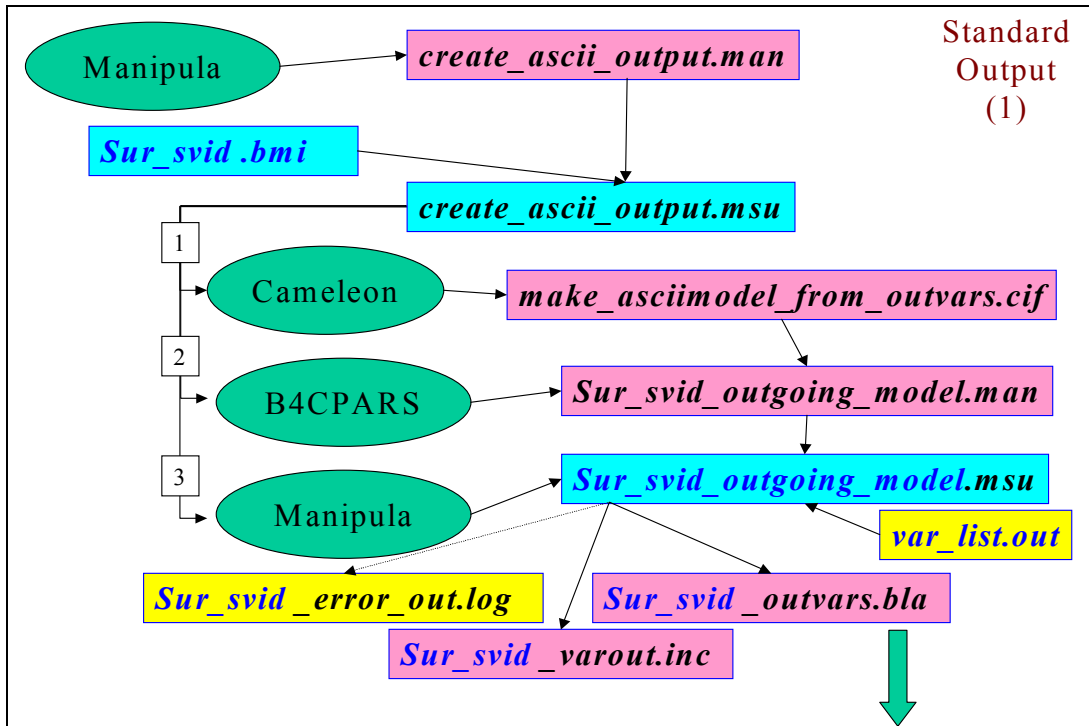 Standard
Output
(1)
Manipula
create_ascii_output.man
Sur_svid .bmi
create_ascii_output.msu
1
Cameleon
make_asciimodel_from_outvars.cif
2
B4CPARS
Sur_svid_outgoing_model.man
3
Manipula
Sur_svid_outgoing_model.msu
var_list.out
Sur_svid _error_out.log
Sur_svid _outvars.bla
Sur_svid _varout.inc